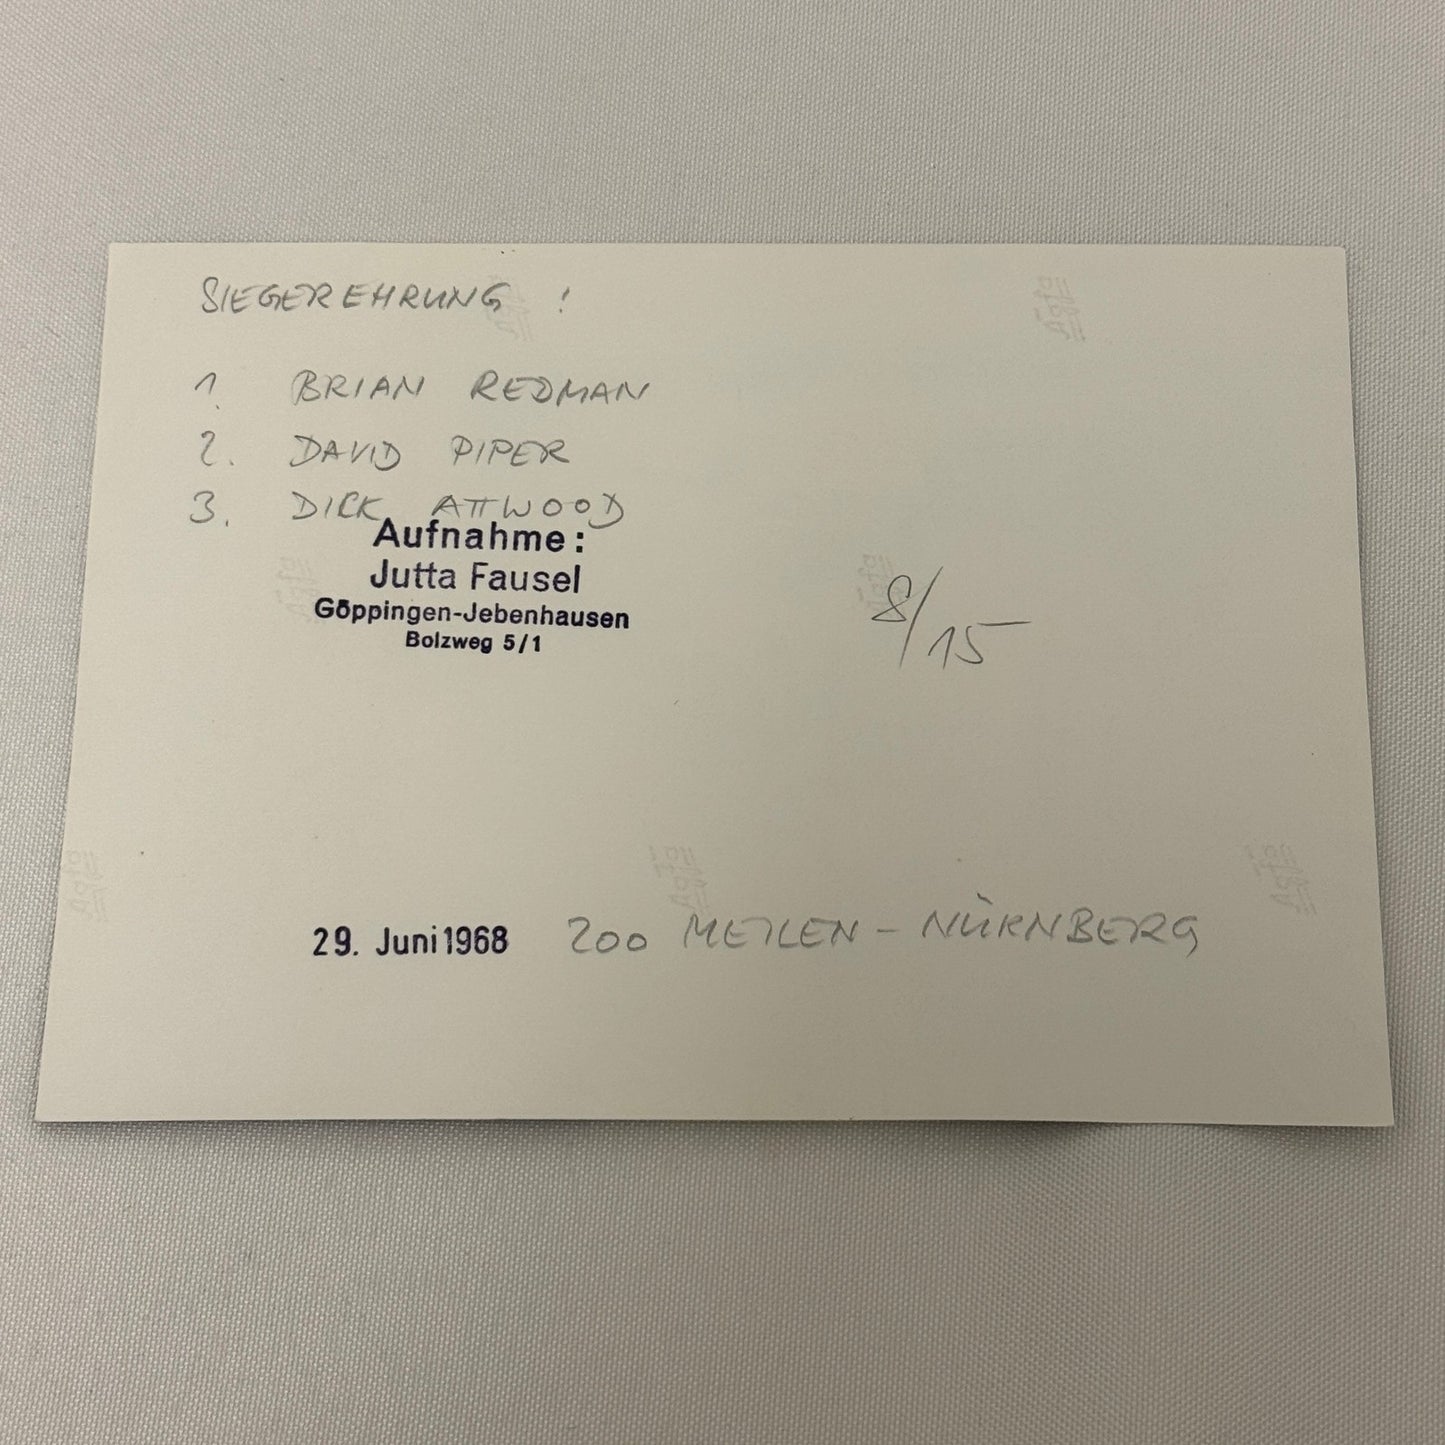 SIEGEREHRUNG !
1. BRIAN REDMAN
2. DAVID PIPER
3. DICK ATTWOOD
Aufnahme:
Jutta Fausel
Göppingen-Jebenhausen
Bolzweg 5/1
8/15
29. Juni 1968 200 MEILEN - NÜRNBERG